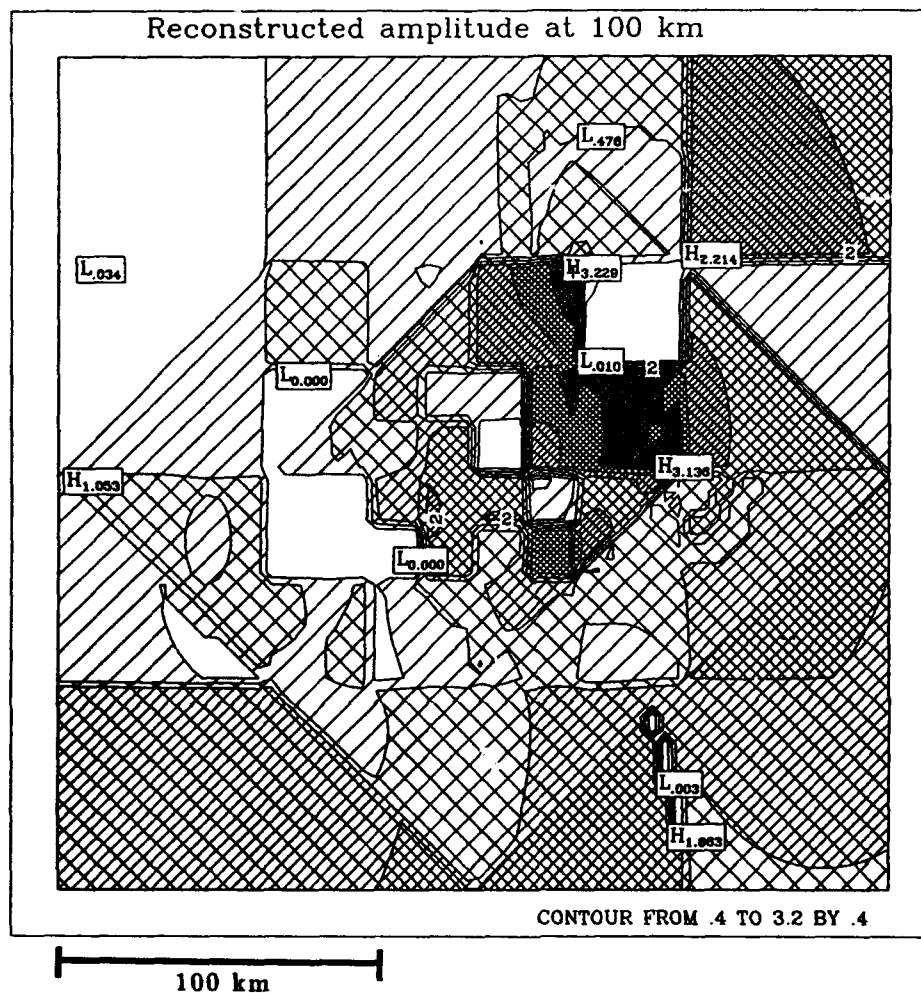 Reconstructed amplitude at 100 km
L.476
H2.214
2
L.034
H3.229
L.010
2
L0.000
H1.053
H3.136
2
2
L0.000
L.003
H1.863
CONTOUR FROM .4 TO 3.2 BY .4
100 km